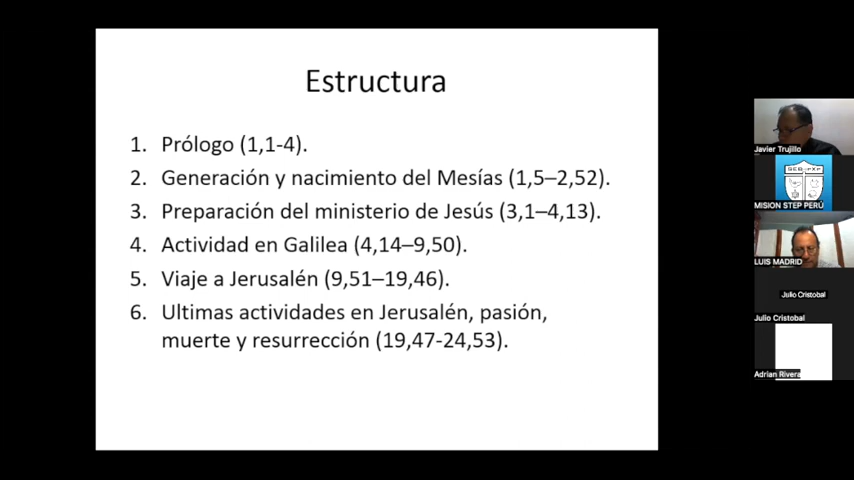 Estructura
1. Prólogo (1,1-4).
2. Generación y nacimiento del Mesías (1,5–2,52).
3. Preparación del ministerio de Jesús (3,1–4,13).
4. Actividad en Galilea (4,14–9,50).
5. Viaje a Jerusalén (9,51–19,46).
6. Ultimas actividades en Jerusalén, pasión,
muerte y resurrección (19,47-24,53).
Javier Trujillo
MISION STEP PERÚ
LUIS MADRID
Julio Cristobal
Julio Cristobal
Adrian Rivera